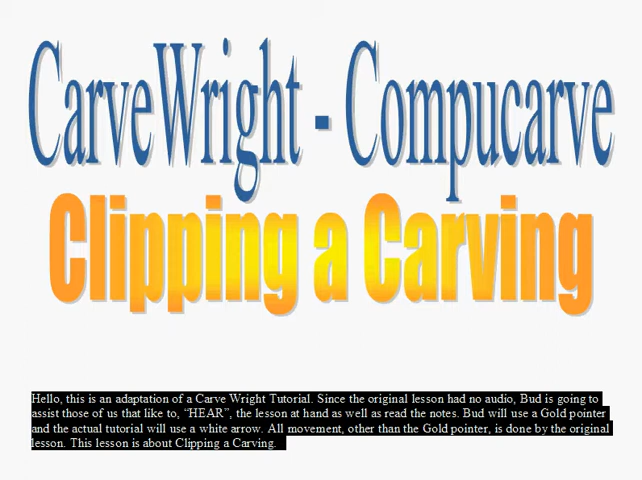 CarveWright - Compucarve
Clipping a Carving
Hello, this is an adaptation of a Carve Wright Tutorial. Since the original lesson had no audio, Bud is going to
assist those of us that like to, “HEAR”, the lesson at hand as well as read the notes. Bud will use a Gold pointer
and the actual tutorial will use a white arrow. All movement, other than the Gold pointer, is done by the original
lesson. This lesson is about Clipping a Carving.